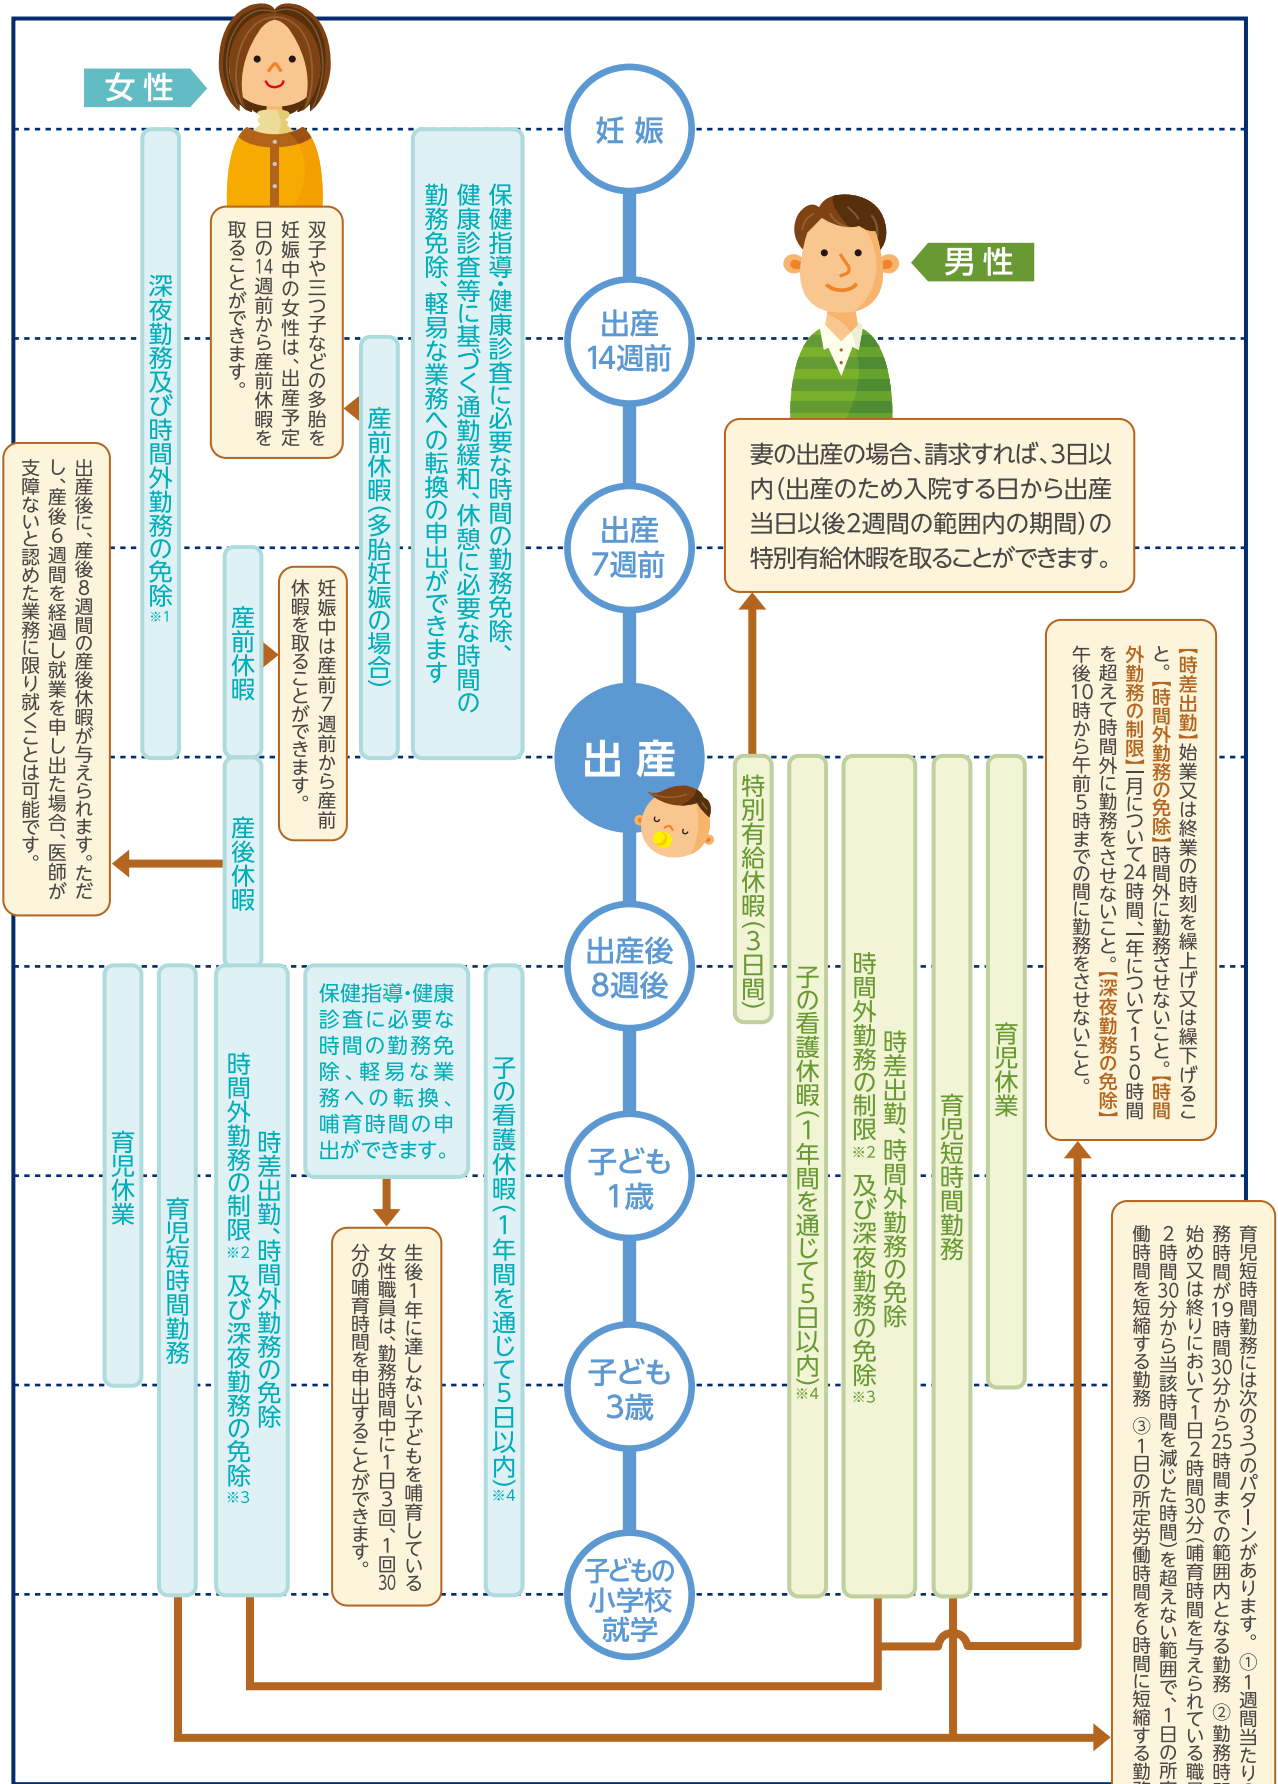 女性
妊娠
男性
深夜勤務及び時間外勤務の免除※1
双子や三つ子などの多胎を
妊娠中の女性は、出産予定
日の14週前から産前休暇を
取ることができます。
保健指導・健康診査に必要な時間の勤務免除、
健康診査等に基づく通勤緩和、休憩に必要な時間の
勤務免除、軽易な業務への転換の申出ができます
産前休暇(多胎妊娠の場合)
出産
14週前
出産
7週前
妻の出産の場合、請求すれば、3日以
内(出産のため入院する日から出産
当日以後2週間の範囲内の期間)の
特別有給休暇を取ることができます。
出産後に、産後8週間の産後休暇が与えられます。ただ
し、産後6週間を経過し就業を申し出た場合、医師が
支障ないと認めた業務に限り就くことは可能です。
産前休暇
妊娠中は産前7週前から産前
休暇を取ることができます。
産後休暇
出産
特別有給休暇(3日間)
【時差出勤】始業又は終業の時刻を繰上げ又は繰下げるこ
と。【時間外勤務の免除】時間外に勤務させないこと。【時間
外勤務の制限】一月について24時間、一年について150時間
を超えて時間外に勤務をさせないこと。【深夜勤務の免除】
午後10時から午前5時までの間に勤務をさせないこと。
出産後
8週後
育児休業
育児短時間勤務
時差出勤、時間外勤務の免除
時間外勤務の制限※2 及び深夜勤務の免除※3
保健指導・健康
診査に必要な
時間の勤務免
除、軽易な業
務への転換、
哺育時間の申
出ができます。
子の看護休暇(1年間を通じて5日以内)※4
生後1年に達しない子どもを哺育している
女性職員は、勤務時間中に1日3回、1回30
分の哺育時間を申出することができます。
子ども
1歳
子ども
3歳
子どもの
小学校
就学
子の看護休暇(1年間を通じて5日以内)※4
時差出勤、時間外勤務の免除
時間外勤務の制限※2 及び深夜勤務の免除※3
育児短時間勤務
育児休業
育児短時間勤務には次の3つのパターンがあります。①1週間当たり
務時間が19時間30分から25時間までの範囲内となる勤務 ②勤務時
始め又は終りにおいて1日2時間30分(哺育時間を与えられている職
2時間30分から当該時間を減じた時間)を超えない範囲で、1日の所
働時間を短縮する勤務 ③1日の所定労働時間を6時間に短縮する勤